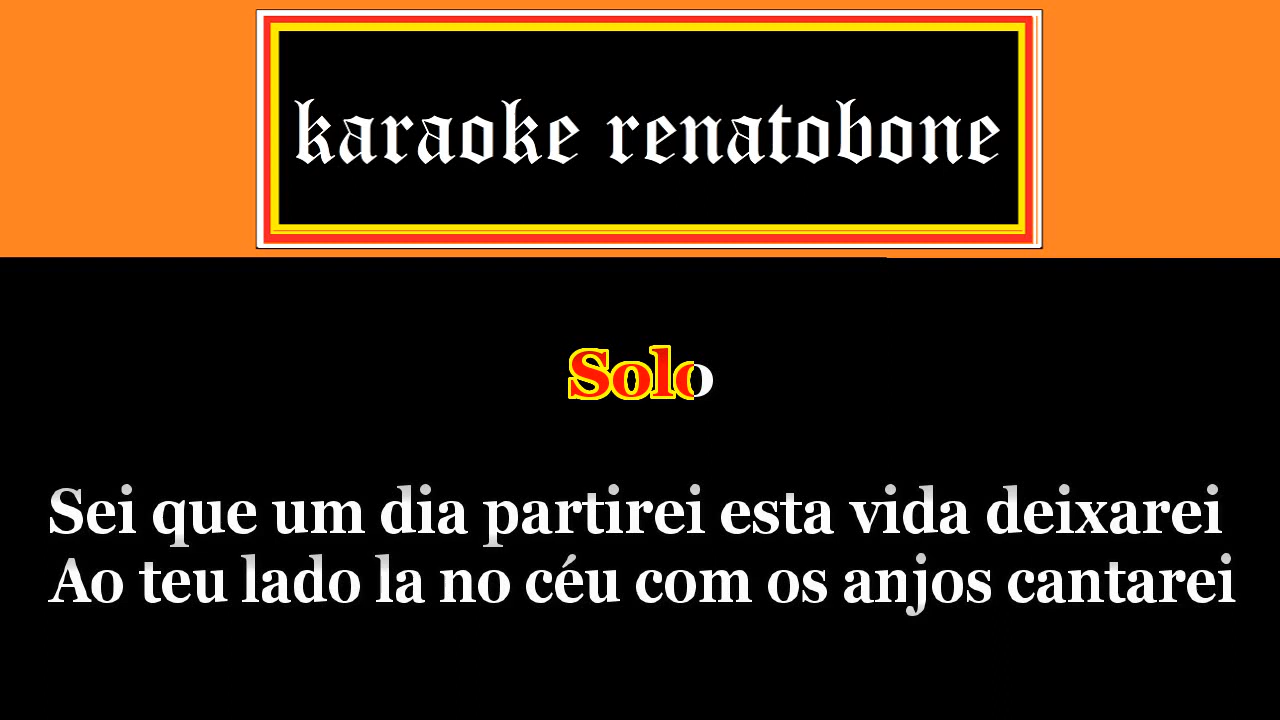 karaoke renatobone
Solo
Sei que um dia partirei esta vida deixarei
Ao teu lado la no céu com os anjos cantarei